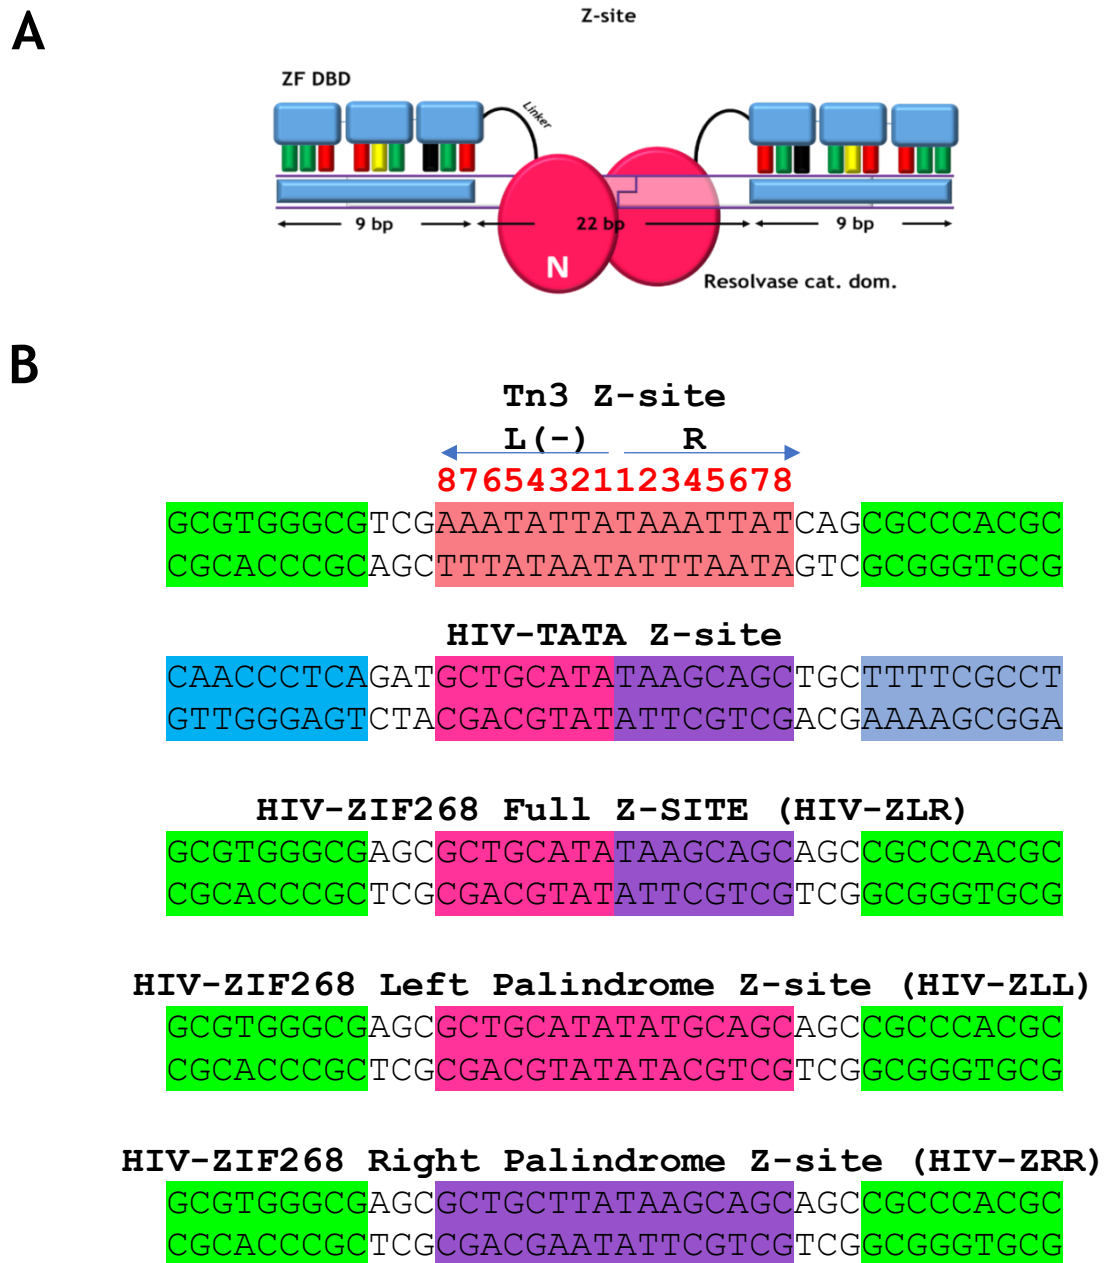 A
Z-site
ZF DBD
Linker
9 bp
22 bp
9 bp
N
Resolvase cat. dom.
B
Tn3 Z-site
L(-) R
8765432112345678
GCGTGGGCGTCGAAATATTATAAATTATCAGCGCCCACGC
CGCACCCGCAGCTTTATAATATTTAATAGTCGCGGGTGCG
HIV-TATA Z-site
CAACCCTCAGATGCTGCATATAAGCAGCTGCTTTTCGCCT
GTTGGGAGTCTACGACGTATATTCGTCGACGAAAAGCGGA
HIV-ZIF268 Full Z-SITE (HIV-ZLR)
GCGTGGGCGAGCGCTGCATATAAGCAGCAGCCGCCCACGC
CGCACCCGCTCGCGACGTATATTCGTCGTCGGCGGGTGCG
HIV-ZIF268 Left Palindrome Z-site (HIV-ZLL)
GCGTGGGCGAGCGCTGCATATATGCAGCAGCCGCCCACGC
CGCACCCGCTCGCGACGTATATACGTCGTCGGCGGGTGCG
HIV-ZIF268 Right Palindrome Z-site (HIV-ZRR)
GCGTGGGCGAGCGCTGCTTATAAGCAGCAGCCGCCCACGC
CGCACCCGCTCGCGACGAATATTCGTCGTCGGCGGGTGCG